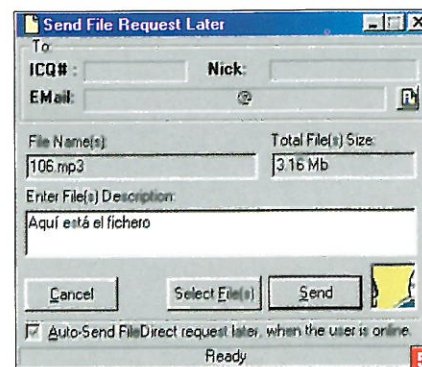 Send File Request Later
To:
ICQ# : Nick:
EMail: @
File Name(s): Total File(s) Size:
106.mp3 3.16 Mb
Enter File(s) Description:
Aquí está el fichero
Cancel Select File(s) Send
Auto-Send FileDirect request later, when the user is online.
Ready